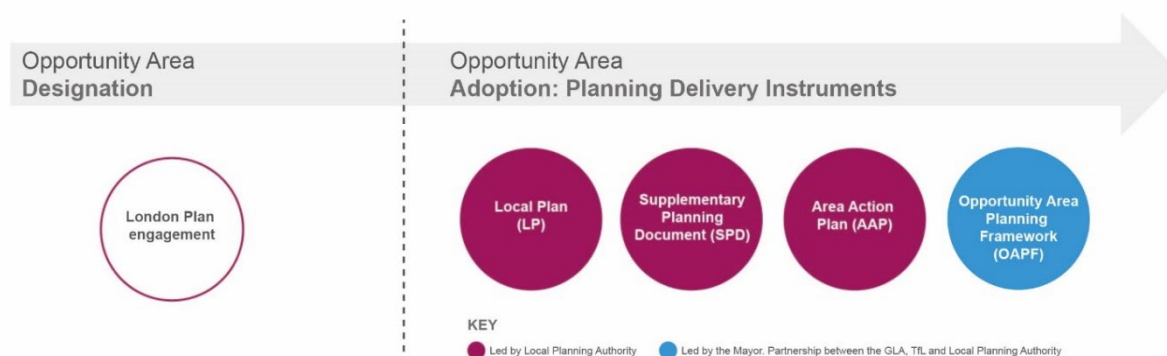 Opportunity Area
Designation
Opportunity Area
Adoption: Planning Delivery Instruments
London Plan
engagement
Local Plan
(LP)
Supplementary
Planning
Document (SPD)
Area Action
Plan (AAP)
Opportunity Area
Planning
Framework
(OAPF)
KEY
Led by Local Planning Authority
Led by the Mayor. Partnership between the GLA, TfL and Local Planning Authority